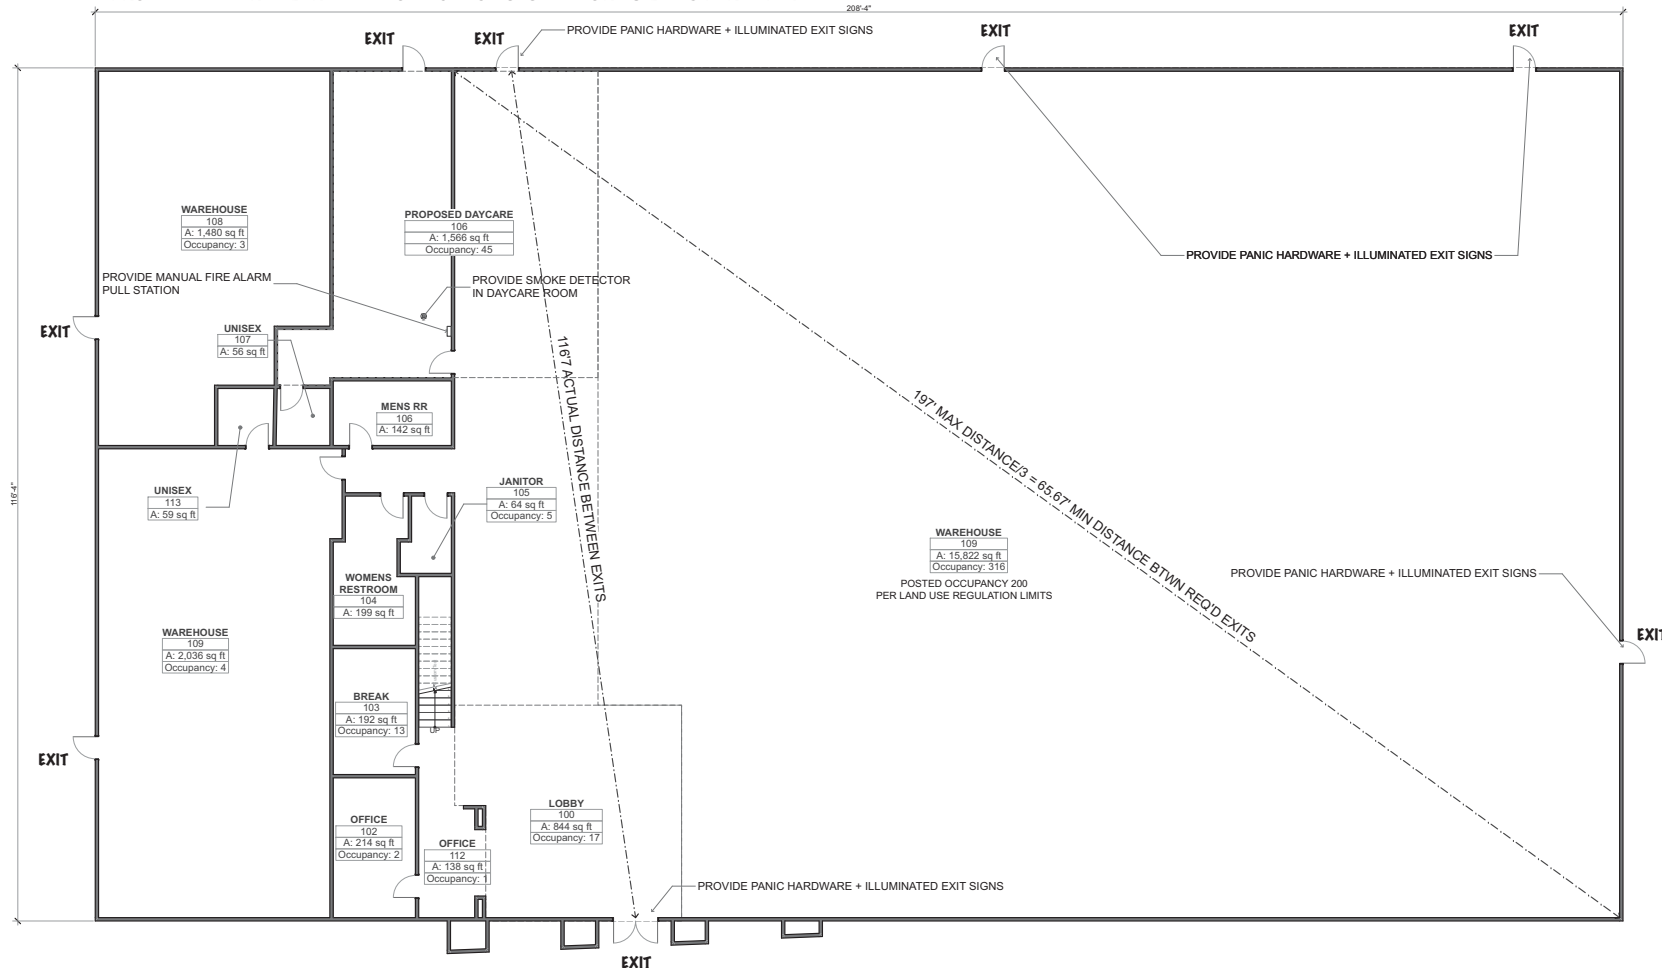 208'-4"
PROVIDE PANIC HARDWARE + ILLUMINATED EXIT SIGNS
EXIT
EXIT
EXIT
EXIT
WAREHOUSE
108
A: 1,480 sq ft
Occupancy: 3
PROPOSED DAYCARE
106
A: 1,566 sq ft
Occupancy: 45
PROVIDE PANIC HARDWARE + ILLUMINATED EXIT SIGNS
PROVIDE MANUAL FIRE ALARM
PULL STATION
PROVIDE SMOKE DETECTOR
IN DAYCARE ROOM
EXIT
UNISEX
107
A: 56 sq ft
116'7 ACTUAL DISTANCE BETWEEN EXITS
197' MAX DISTANCE/3 = 65.67' MIN DISTANCE BTWN REQ'D EXITS
MENS RR
106
A: 142 sq ft
116'-4"
UNISEX
113
A: 59 sq ft
JANITOR
105
A: 64 sq ft
Occupancy: 5
WAREHOUSE
109
A: 15,822 sq ft
Occupancy: 316
POSTED OCCUPANCY 200
PER LAND USE REGULATION LIMITS
PROVIDE PANIC HARDWARE + ILLUMINATED EXIT SIGNS
WOMENS
RESTROOM
104
A: 199 sq ft
EXIT
WAREHOUSE
109
A: 2,036 sq ft
Occupancy: 4
BREAK
103
A: 192 sq ft
Occupancy: 13
UP
EXIT
LOBBY
100
A: 844 sq ft
Occupancy: 17
OFFICE
102
A: 214 sq ft
Occupancy: 2
OFFICE
112
A: 138 sq ft
Occupancy: 1
PROVIDE PANIC HARDWARE + ILLUMINATED EXIT SIGNS
EXIT